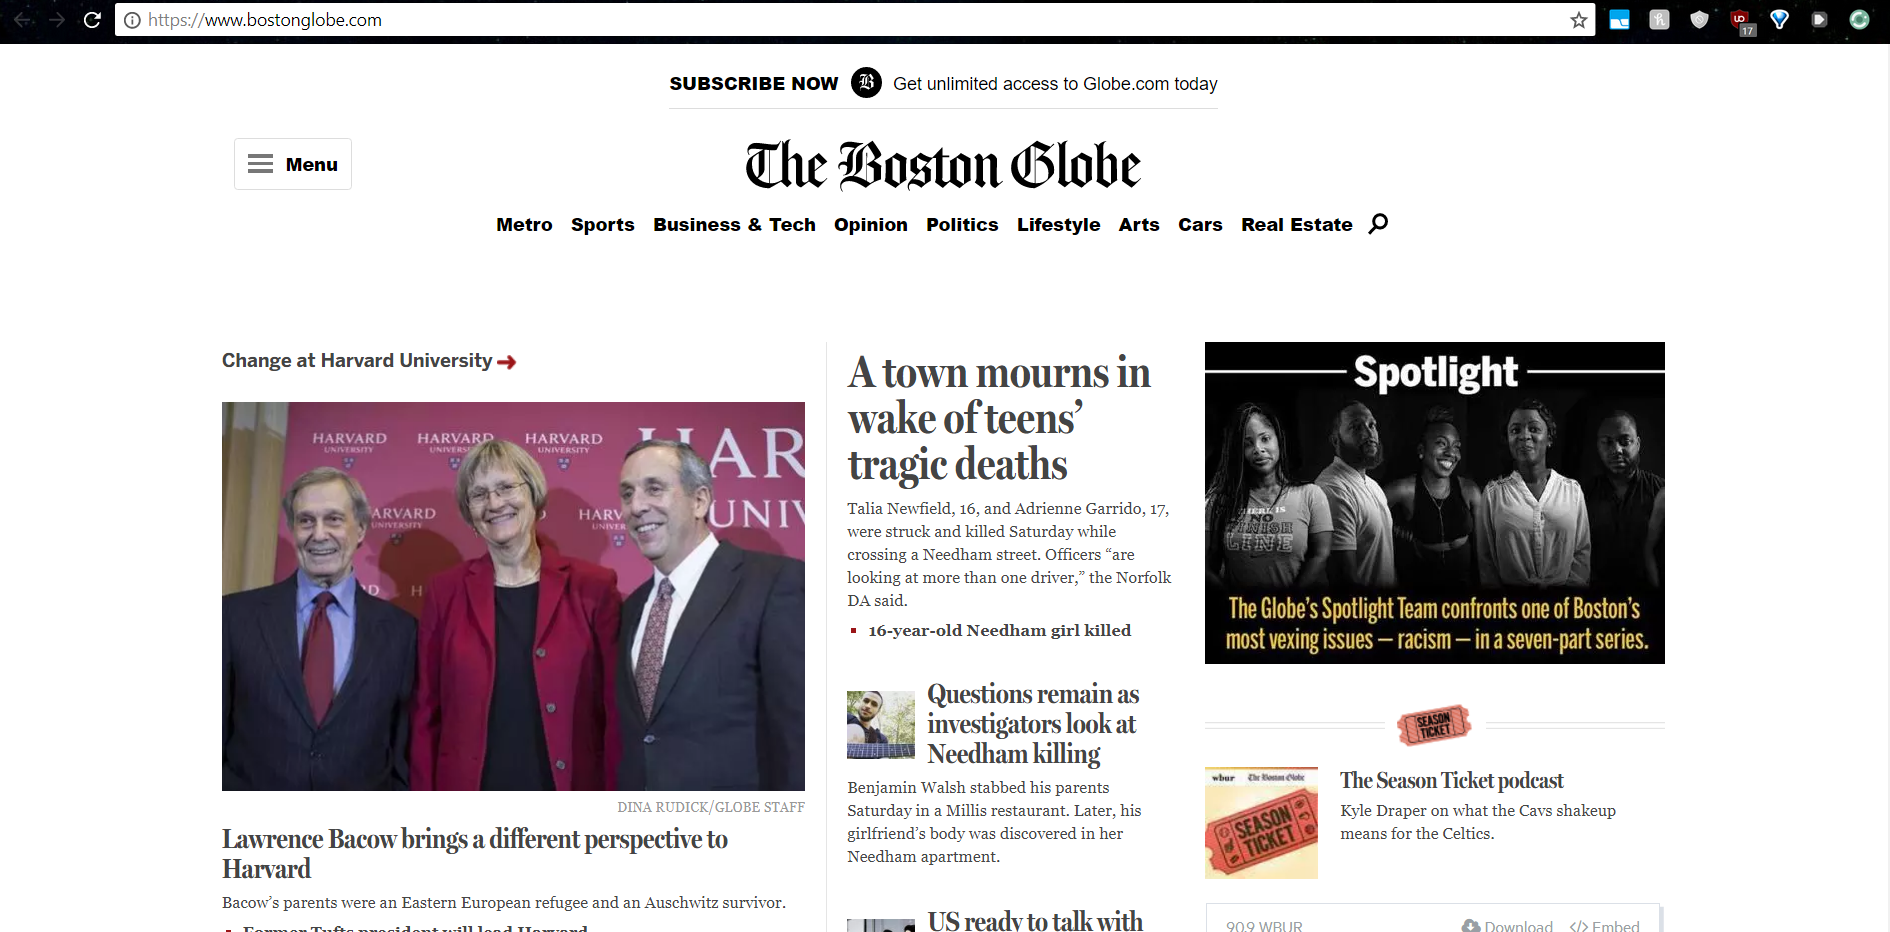 https://www.bostonglobe.com
17
SUBSCRIBE NOW B Get unlimited access to Globe.com today
Menu
The Boston Globe
Metro Sports Business & Tech Opinion Politics Lifestyle Arts Cars Real Estate
Change at Harvard University
HARVARD UNIVERSITY
HARVARD UNIVERSITY
HARVARD UNIVERSITY
HAR
UNIV
ARVARD UNIVERSITY
HARV
DINA RUDICK/GLOBE STAFF
Lawrence Bacow brings a different perspective to
Harvard
Bacow’s parents were an Eastern European refugee and an Auschwitz survivor.
Former Tufts president will lead Harvard
A town mourns in
wake of teens’
tragic deaths
Talia Newfield, 16, and Adrienne Garrido, 17,
were struck and killed Saturday while
crossing a Needham street. Officers “are
looking at more than one driver,” the Norfolk
DA said.
16-year-old Needham girl killed
Questions remain as
investigators look at
Needham killing
Benjamin Walsh stabbed his parents
Saturday in a Millis restaurant. Later, his
girlfriend’s body was discovered in her
Needham apartment.
US ready to talk with
Spotlight
THERE IS
NO
FINISH
LINE
The Globe’s Spotlight Team confronts one of Boston’s
most vexing issues — racism — in a seven-part series.
SEASON
TICKET
wbur The Boston Globe
SEASON
TICKET
The Season Ticket podcast
Kyle Draper on what the Cavs shakeup
means for the Celtics.
90.9 WBUR Download </> Embed